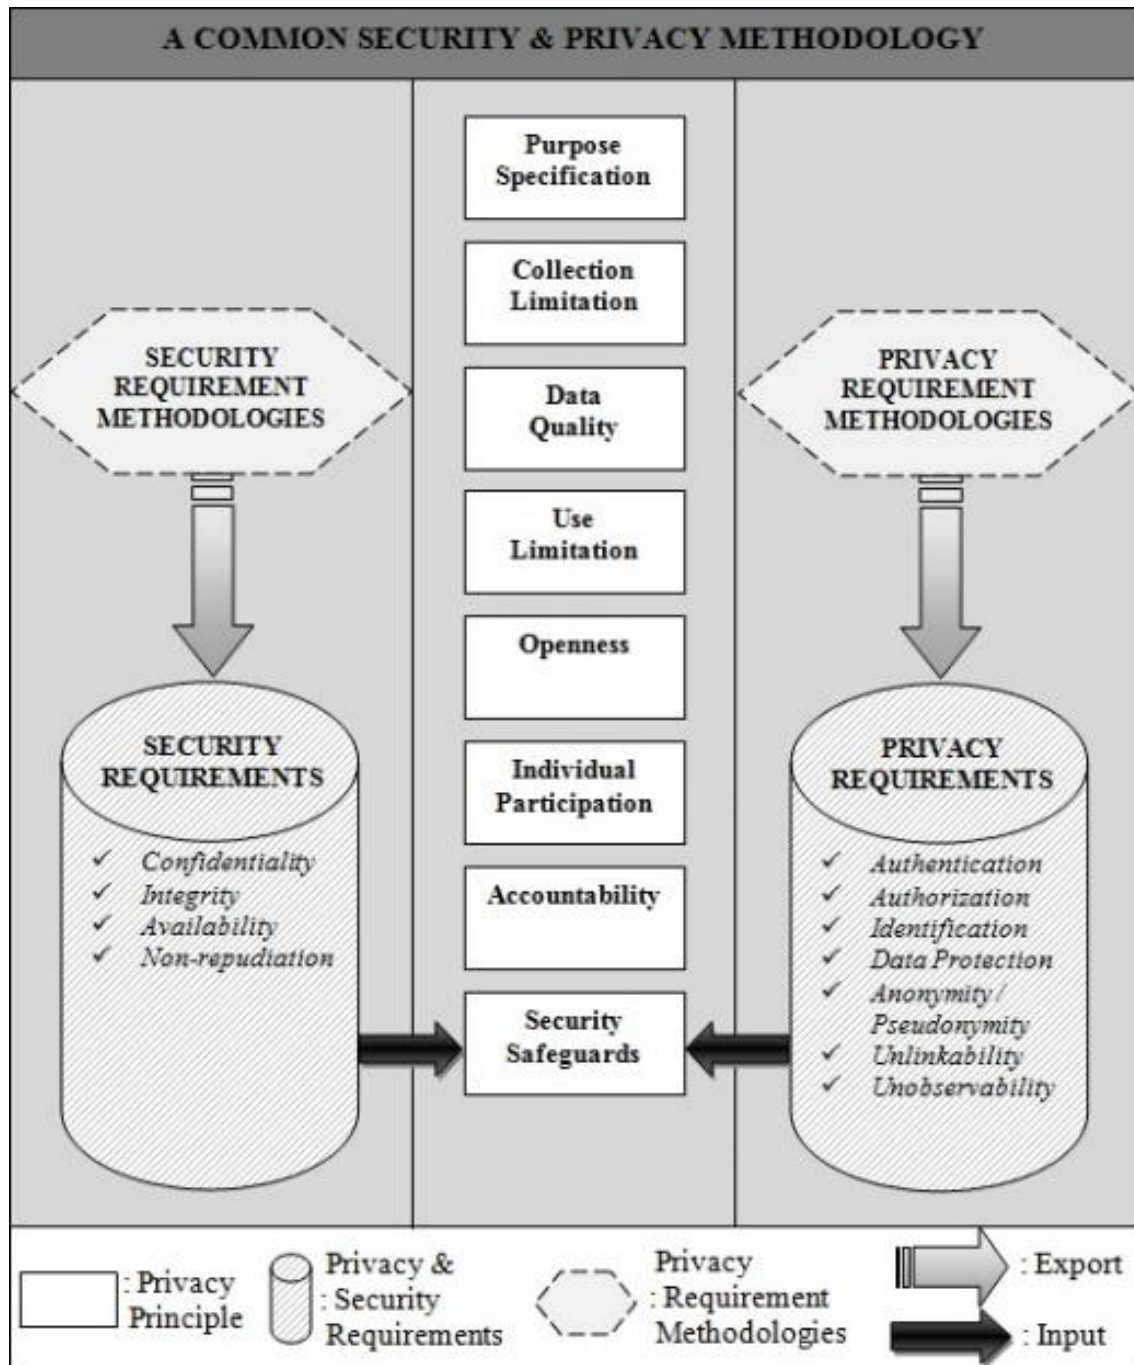 A COMMON SECURITY & PRIVACY METHODOLOGY
SECURITY
REQUIREMENT
METHODOLOGIES
SECURITY
REQUIREMENTS
✓ Confidentiality
✓ Integrity
✓ Availability
✓ Non-repudiation
Purpose
Specification
Collection
Limitation
Data
Quality
Use
Limitation
Openness
Individual
Participation
Accountability
Security
Safeguards
PRIVACY
REQUIREMENT
METHODOLOGIES
PRIVACY
REQUIREMENTS
✓ Authentication
✓ Authorization
✓ Identification
✓ Data Protection
✓ Anonymity /
Pseudonymity
✓ Unlinkability
✓ Unobservability
: Privacy
Principle
Privacy &
: Security
Requirements
Privacy
: Requirement
Methodologies
: Export
: Input